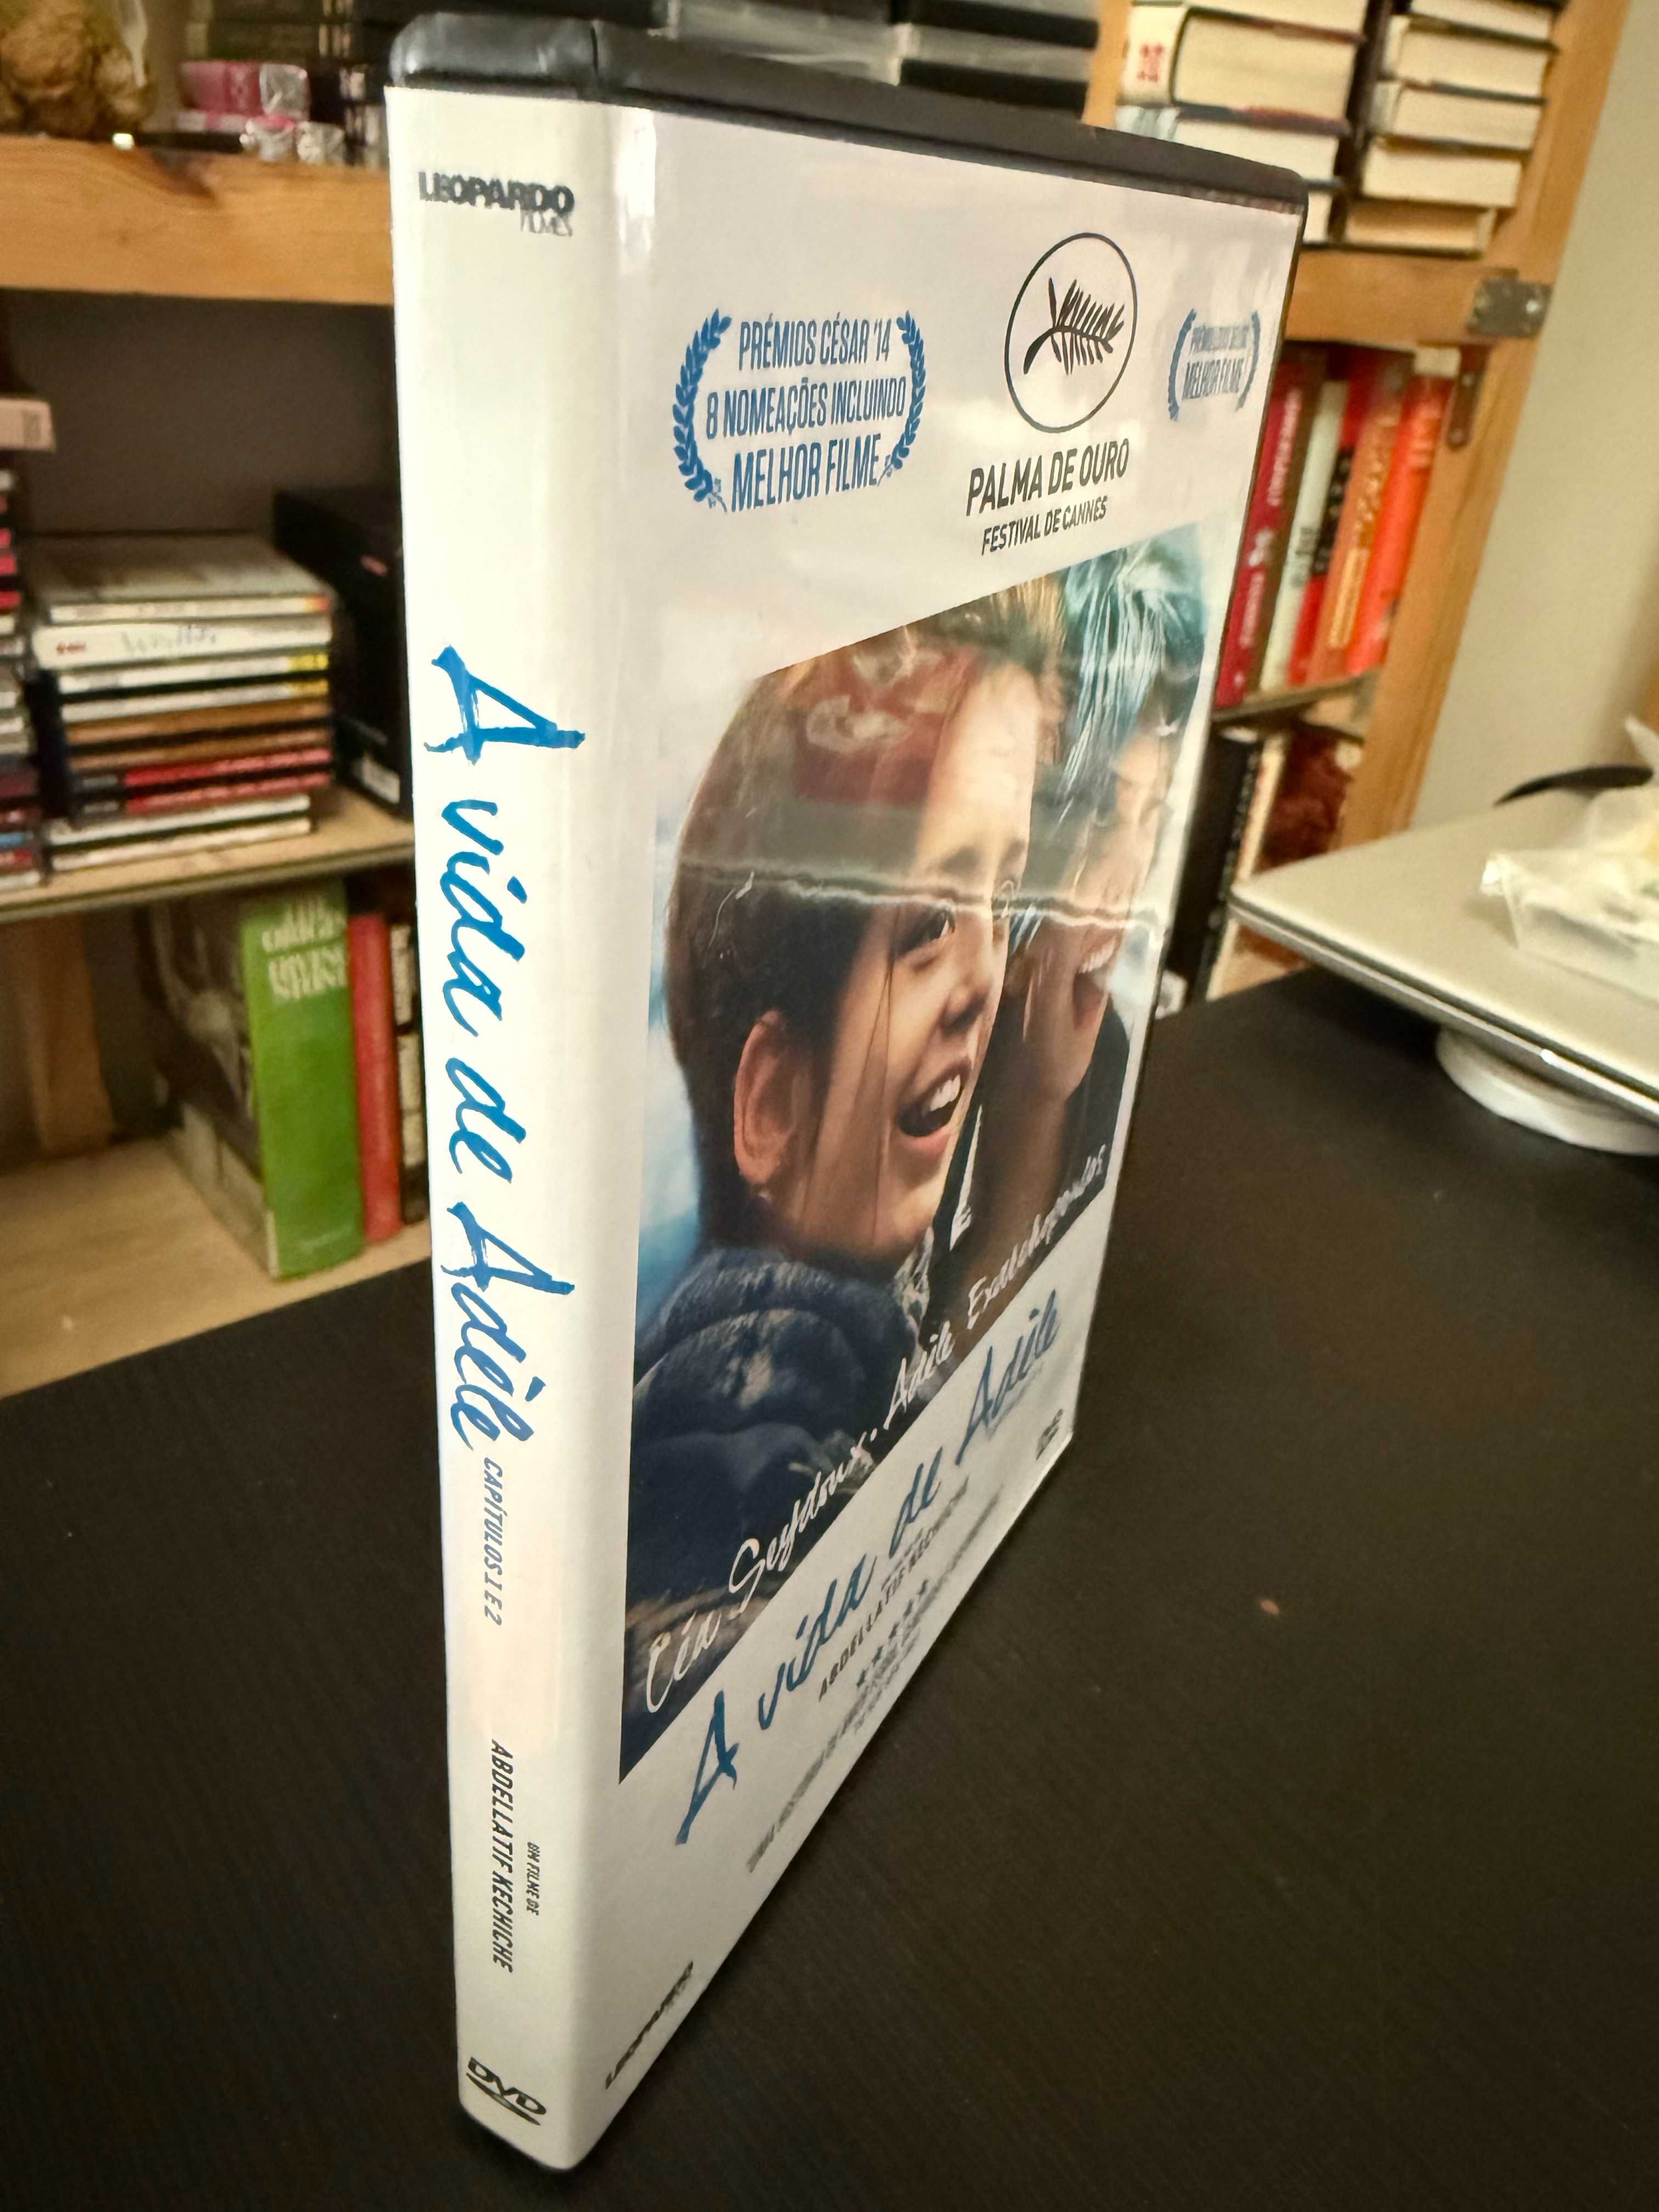 LEOPARDO
FILMES
A vida de Adèle
CAPÍTULOS 1 E 2
UM FILME DE
ABDELLATIF KECHICHE
DVD
PRÉMIOS CÉSAR '14
8 NOMEAÇÕES INCLUINDO
MELHOR FILME
PALMA DE OURO
FESTIVAL DE CANNES
MELHOR FILME
Léa Seydoux • Adèle Exarchopoulos
A vida de Adèle
ABDELLATIF KECHICHE
LEOPARDO